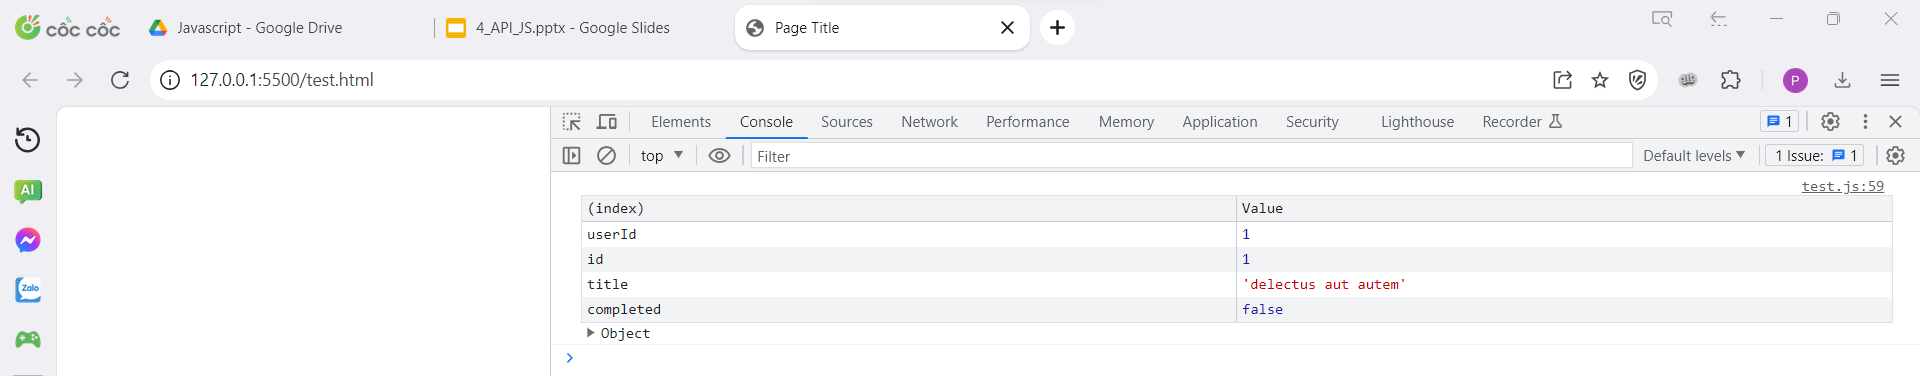 cốc cốc Javascript - Google Drive 4_API_JS.pptx - Google Slides Page Title
127.0.0.1:5500/test.html P
Elements Console Sources Network Performance Memory Application Security Lighthouse Recorder 1
top Filter Default levels 1 Issue: 1
test.js:59
(index) Value
userId 1
id 1
title 'delectus aut autem'
completed false
Object
AI
Zalo